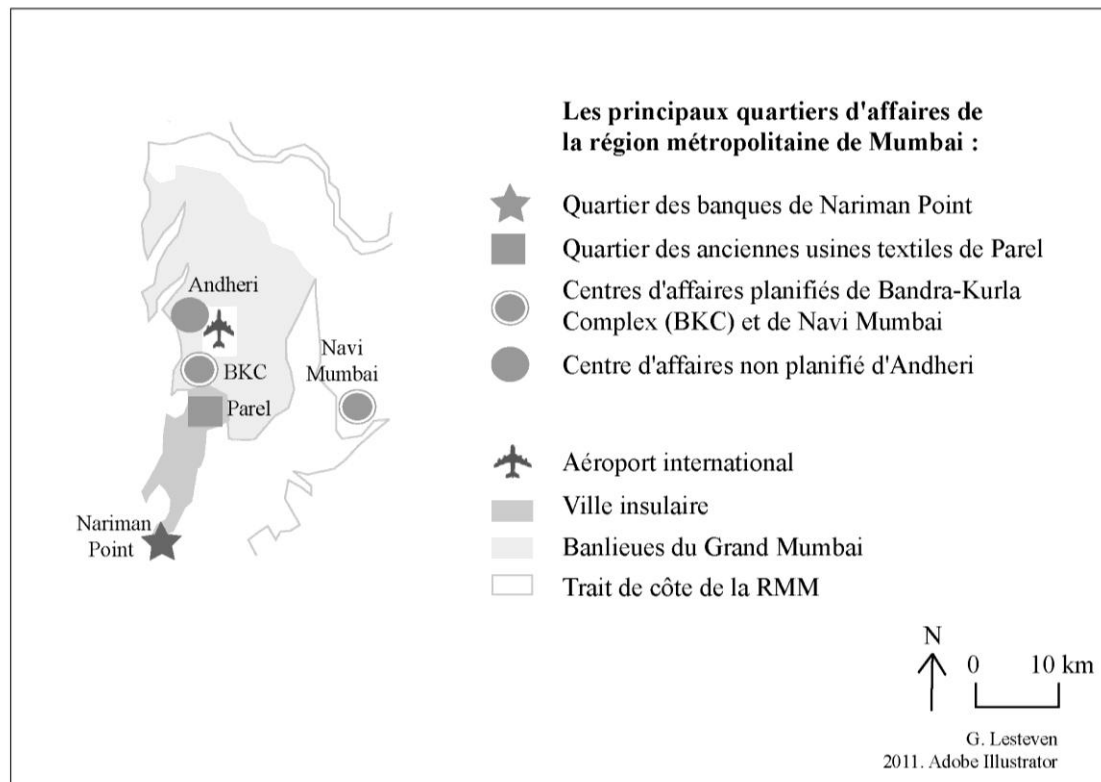 Les principaux quartiers d'affaires de
la région métropolitaine de Mumbai :
Quartier des banques de Nariman Point
Quartier des anciennes usines textiles de Parel
Centres d'affaires planifiés de Bandra-Kurla
Complex (BKC) et de Navi Mumbai
Centre d'affaires non planifié d'Andheri
Aéroport international
Ville insulaire
Banlieues du Grand Mumbai
Trait de côte de la RMM
Andheri
Navi
Mumbai
BKC
Parel
Nariman
Point
N
0 10 km
G. Lesteven
2011. Adobe Illustrator